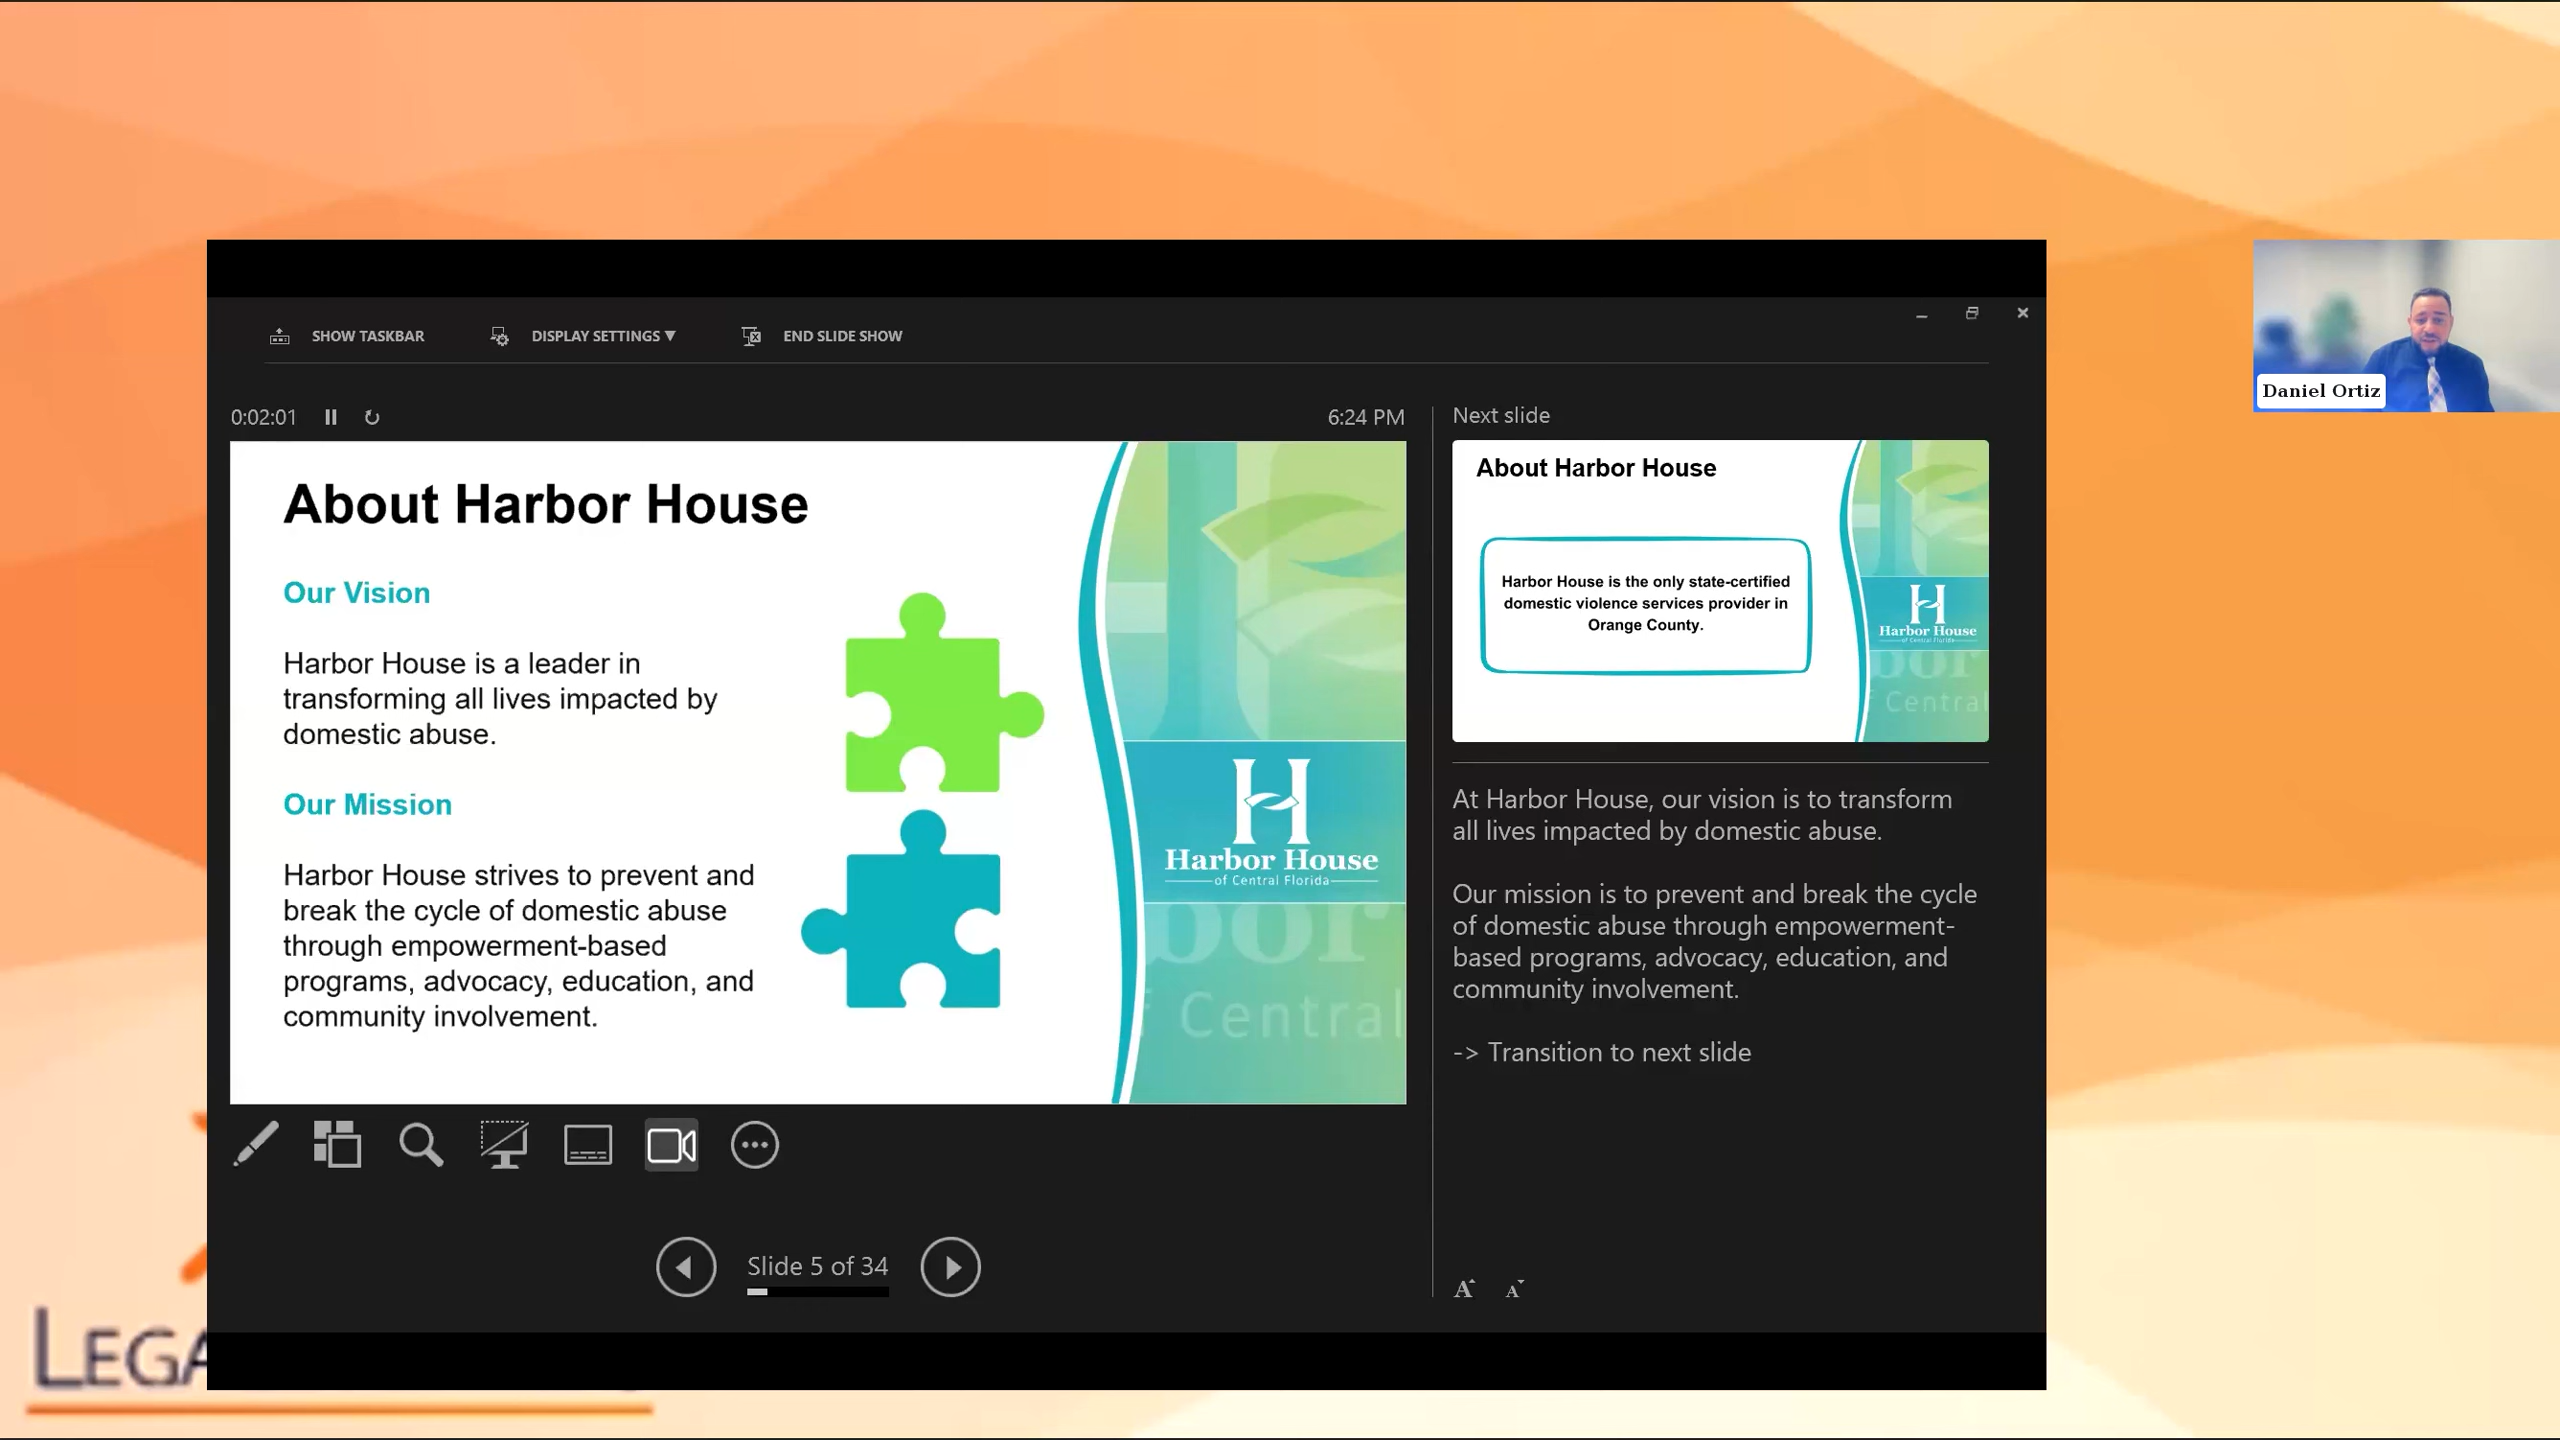 SHOW TASKBAR
DISPLAY SETTINGS ▼
END SLIDE SHOW
0:02:01
6:24 PM
About Harbor House
Our Vision
Harbor House is a leader in
transforming all lives impacted by
domestic abuse.
Our Mission
Harbor House strives to prevent and
break the cycle of domestic abuse
through empowerment-based
programs, advocacy, education, and
community involvement.
Harbor House
of Central Florida
bor
f Central
Slide 5 of 34
Next slide
About Harbor House
Harbor House is the only state-certified
domestic violence services provider in
Orange County.
Harbor House
of Central Florida
bor
f Central
At Harbor House, our vision is to transform
all lives impacted by domestic abuse.
Our mission is to prevent and break the cycle
of domestic abuse through empowerment-
based programs, advocacy, education, and
community involvement.
-> Transition to next slide
A A
Daniel Ortiz
LEGA